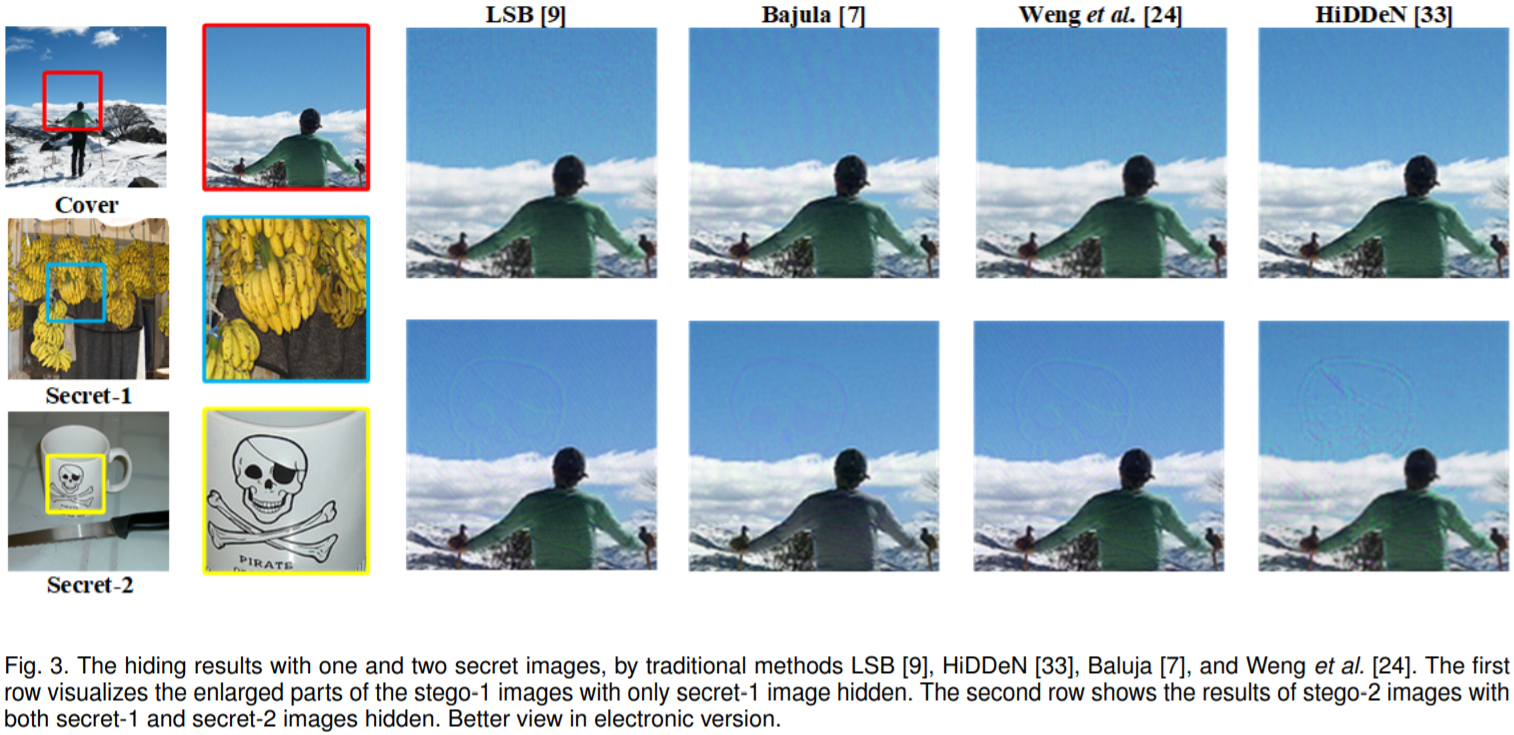 LSB [9]
Bajula [7]
Weng et al. [24]
HiDDeN [33]
Cover
Secret-1
Secret-2
PIRATE
Fig. 3. The hiding results with one and two secret images, by traditional methods LSB [9], HiDDeN [33], Baluja [7], and Weng et al. [24]. The first
row visualizes the enlarged parts of the stego-1 images with only secret-1 image hidden. The second row shows the results of stego-2 images with
both secret-1 and secret-2 images hidden. Better view in electronic version.